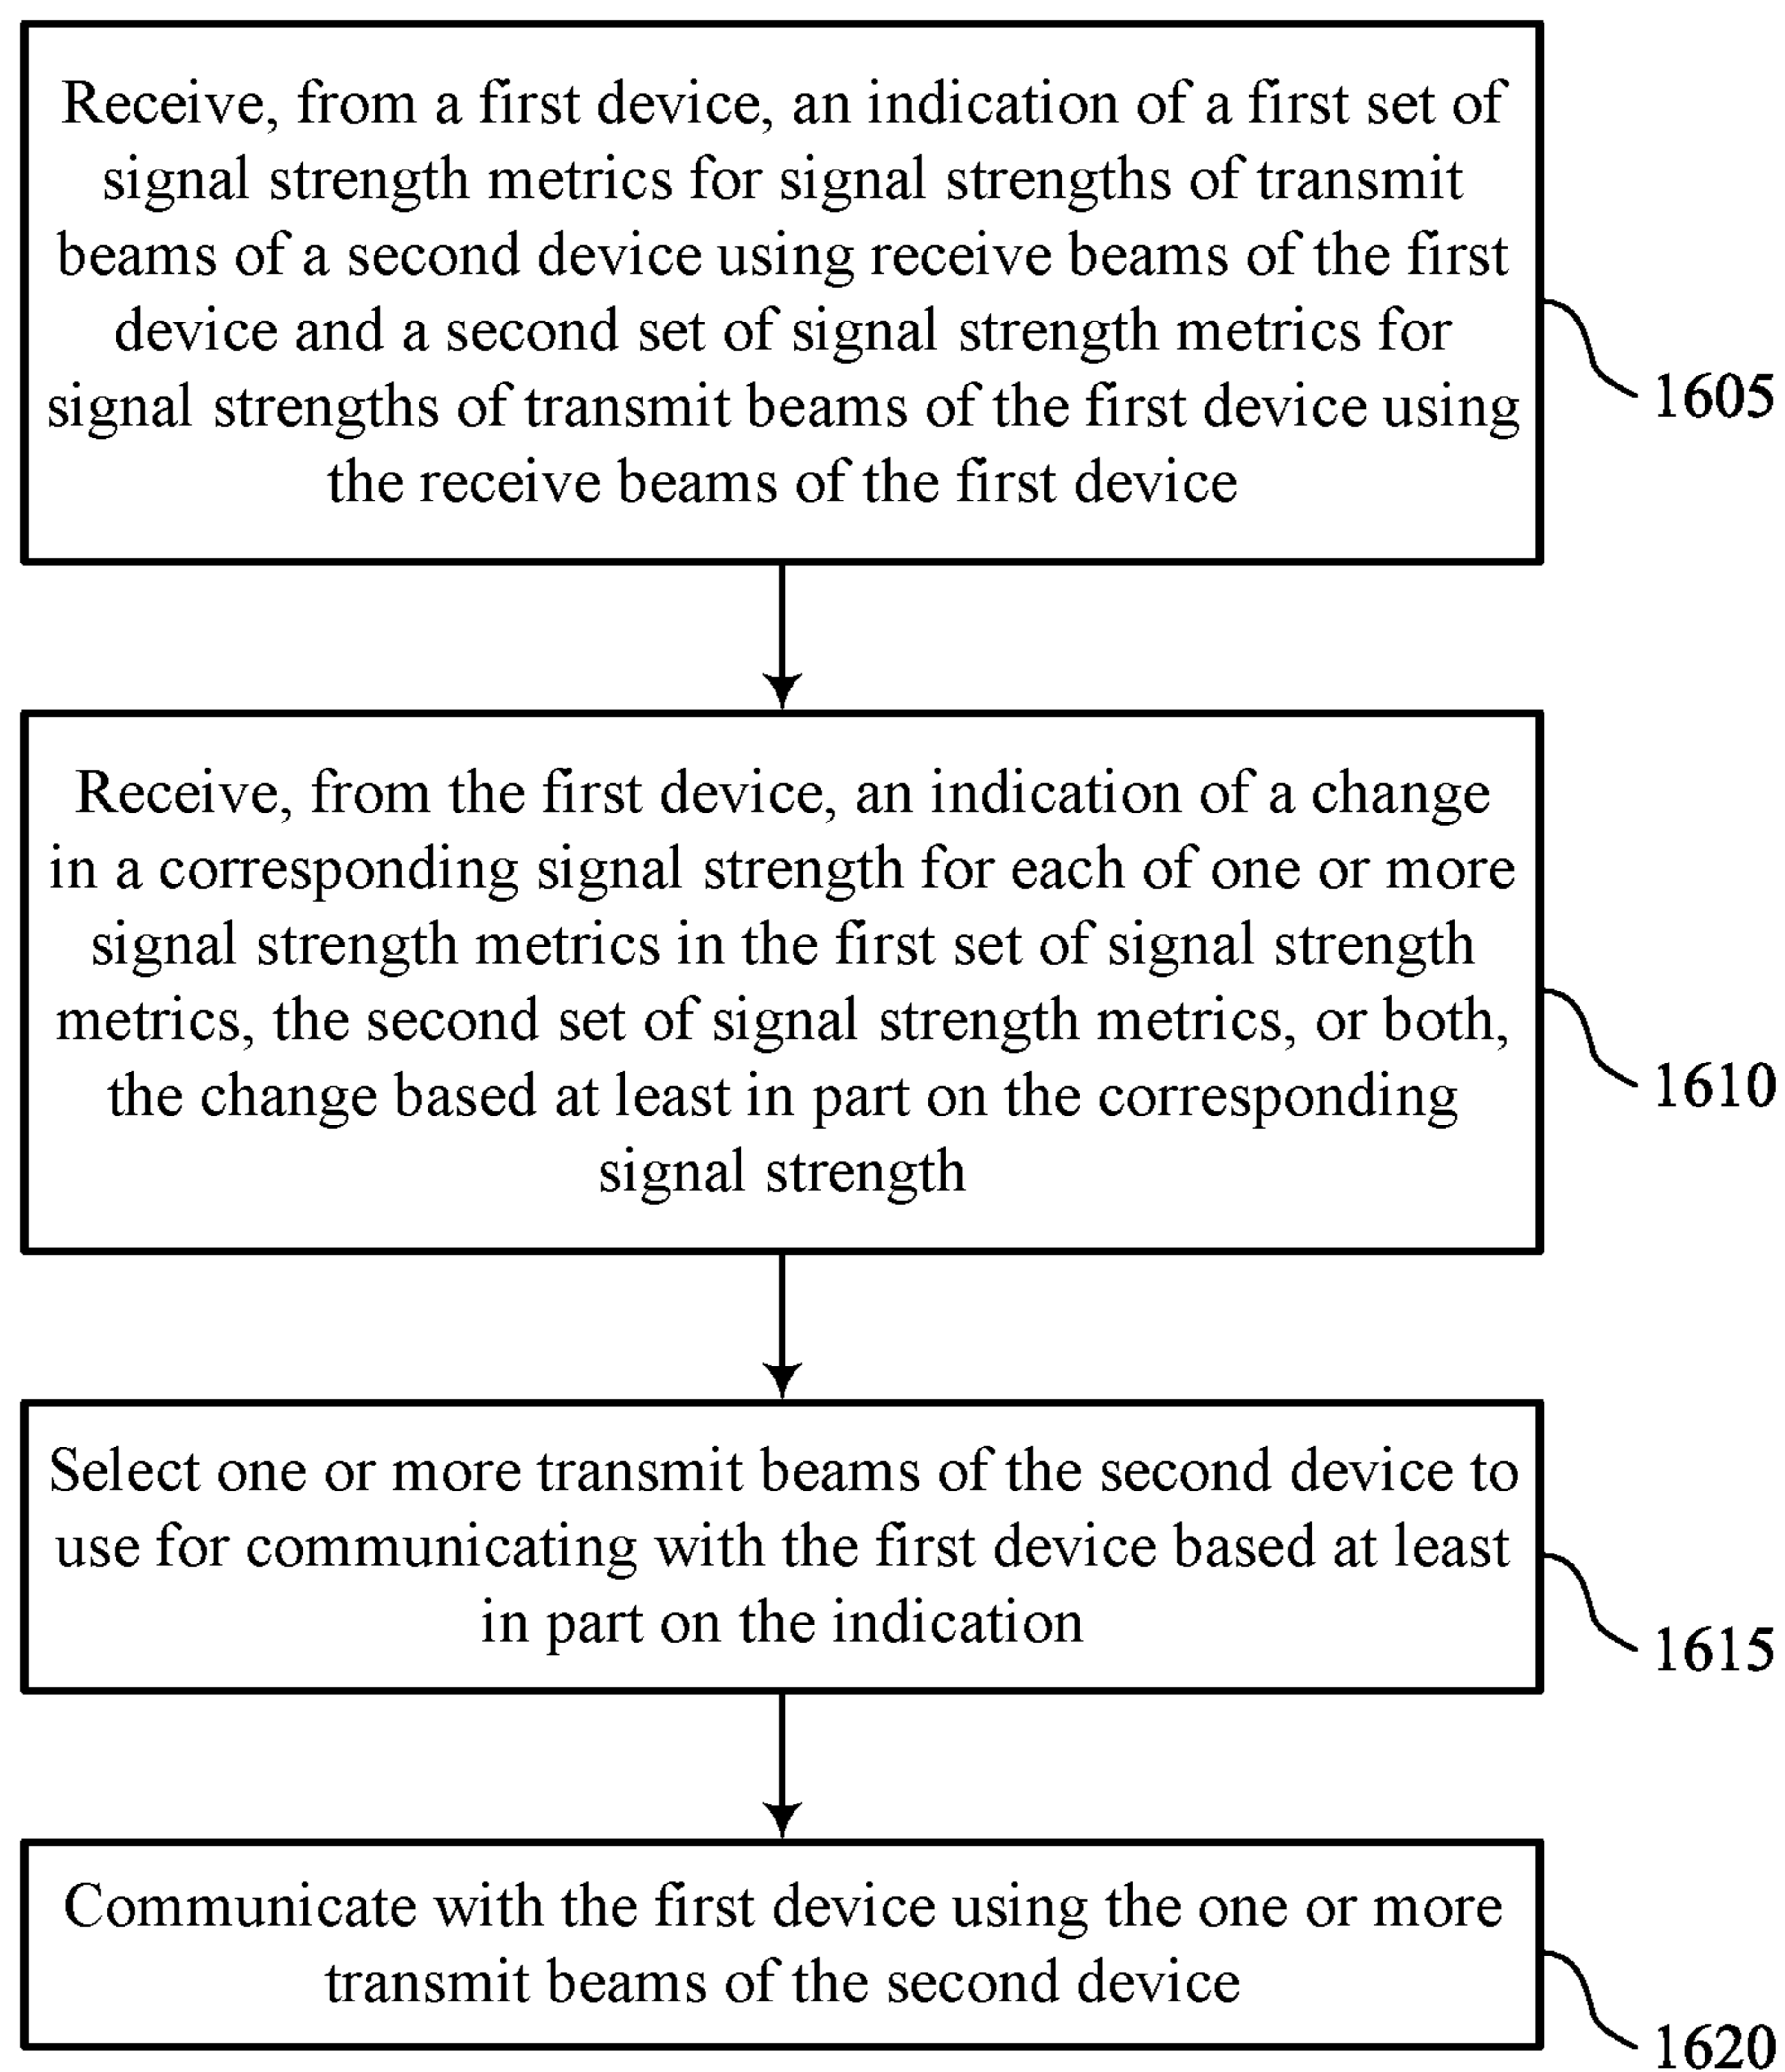 Receive, from a first device, an indication of a first set of
signal strength metrics for signal strengths of transmit
beams of a second device using receive beams of the first
device and a second set of signal strength metrics for
signal strengths of transmit beams of the first device using
the receive beams of the first device
1605
Receive, from the first device, an indication of a change
in a corresponding signal strength for each of one or more
signal strength metrics in the first set of signal strength
metrics, the second set of signal strength metrics, or both,
the change based at least in part on the corresponding
signal strength
1610
Select one or more transmit beams of the second device to
use for communicating with the first device based at least
in part on the indication
1615
Communicate with the first device using the one or more
transmit beams of the second device
1620